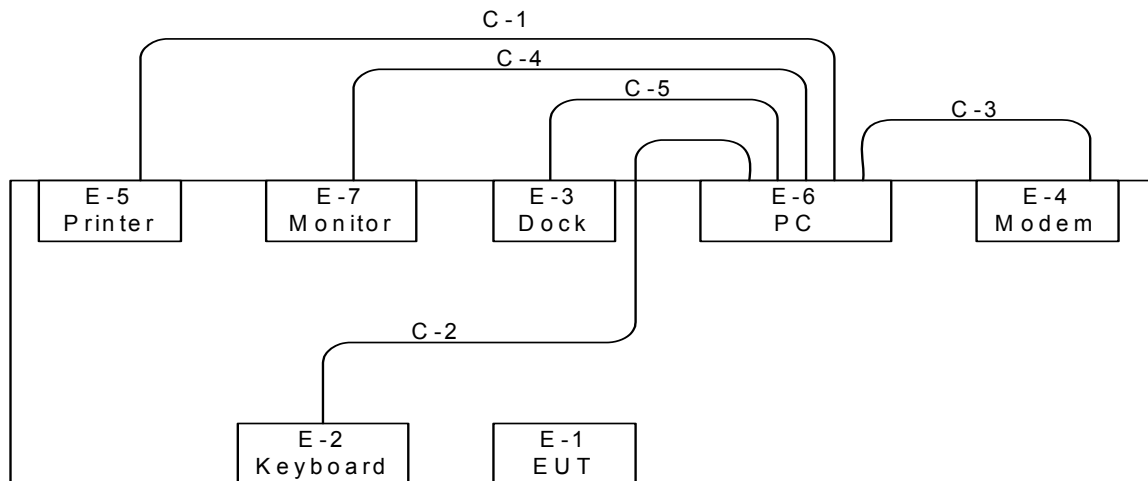 C-1
C-4
C-5
C-3
E-5
Printer
E-7
Monitor
E-3
Dock
E-6
PC
E-4
Modem
C-2
E-2
Keyboard
E-1
EUT